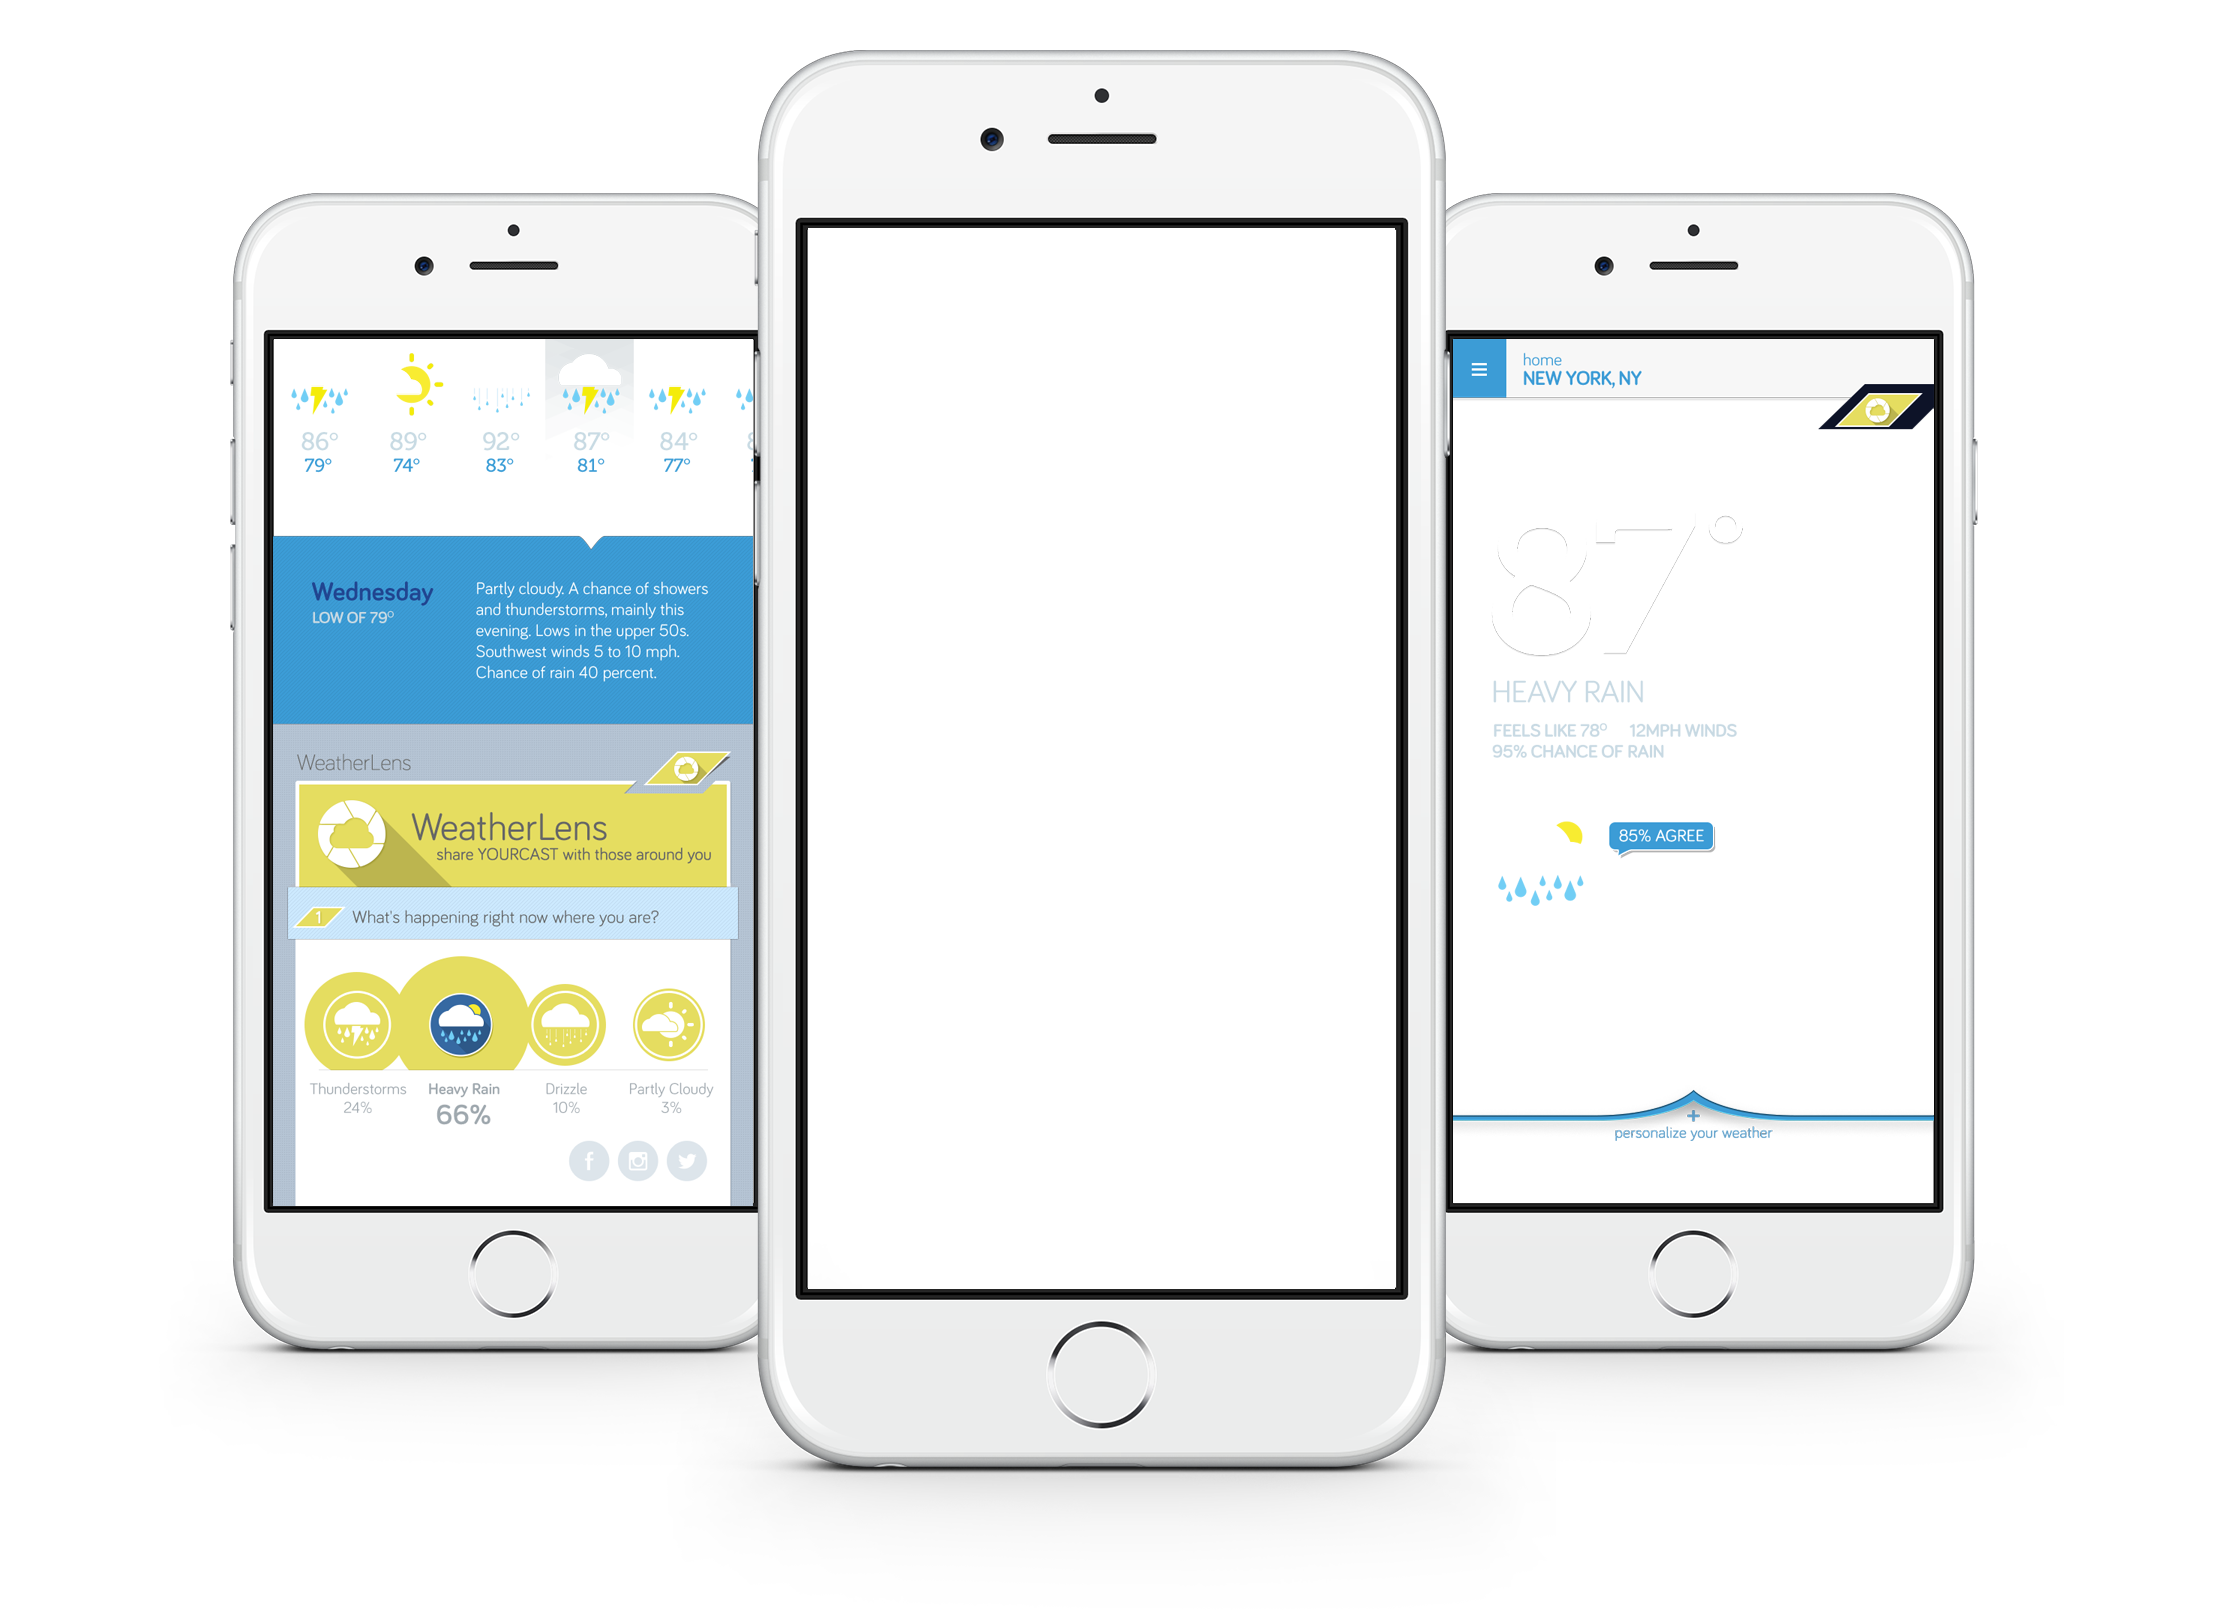 86° 89° 92° 87° 84°
79° 74° 83° 81° 77°
Wednesday
LOW OF 79°
Partly cloudy. A chance of showers
and thunderstorms, mainly this
evening. Lows in the upper 50s.
Southwest winds 5 to 10 mph.
Chance of rain 40 percent.
WeatherLens
WeatherLens
share YOURCAST with those around you
1 What's happening right now where you are?
Thunderstorms Heavy Rain Drizzle Partly Cloudy
24% 66% 10% 3%
home
NEW YORK, NY
87°
HEAVY RAIN
FEELS LIKE 78° 12MPH WINDS
95% CHANCE OF RAIN
85% AGREE
+
personalize your weather